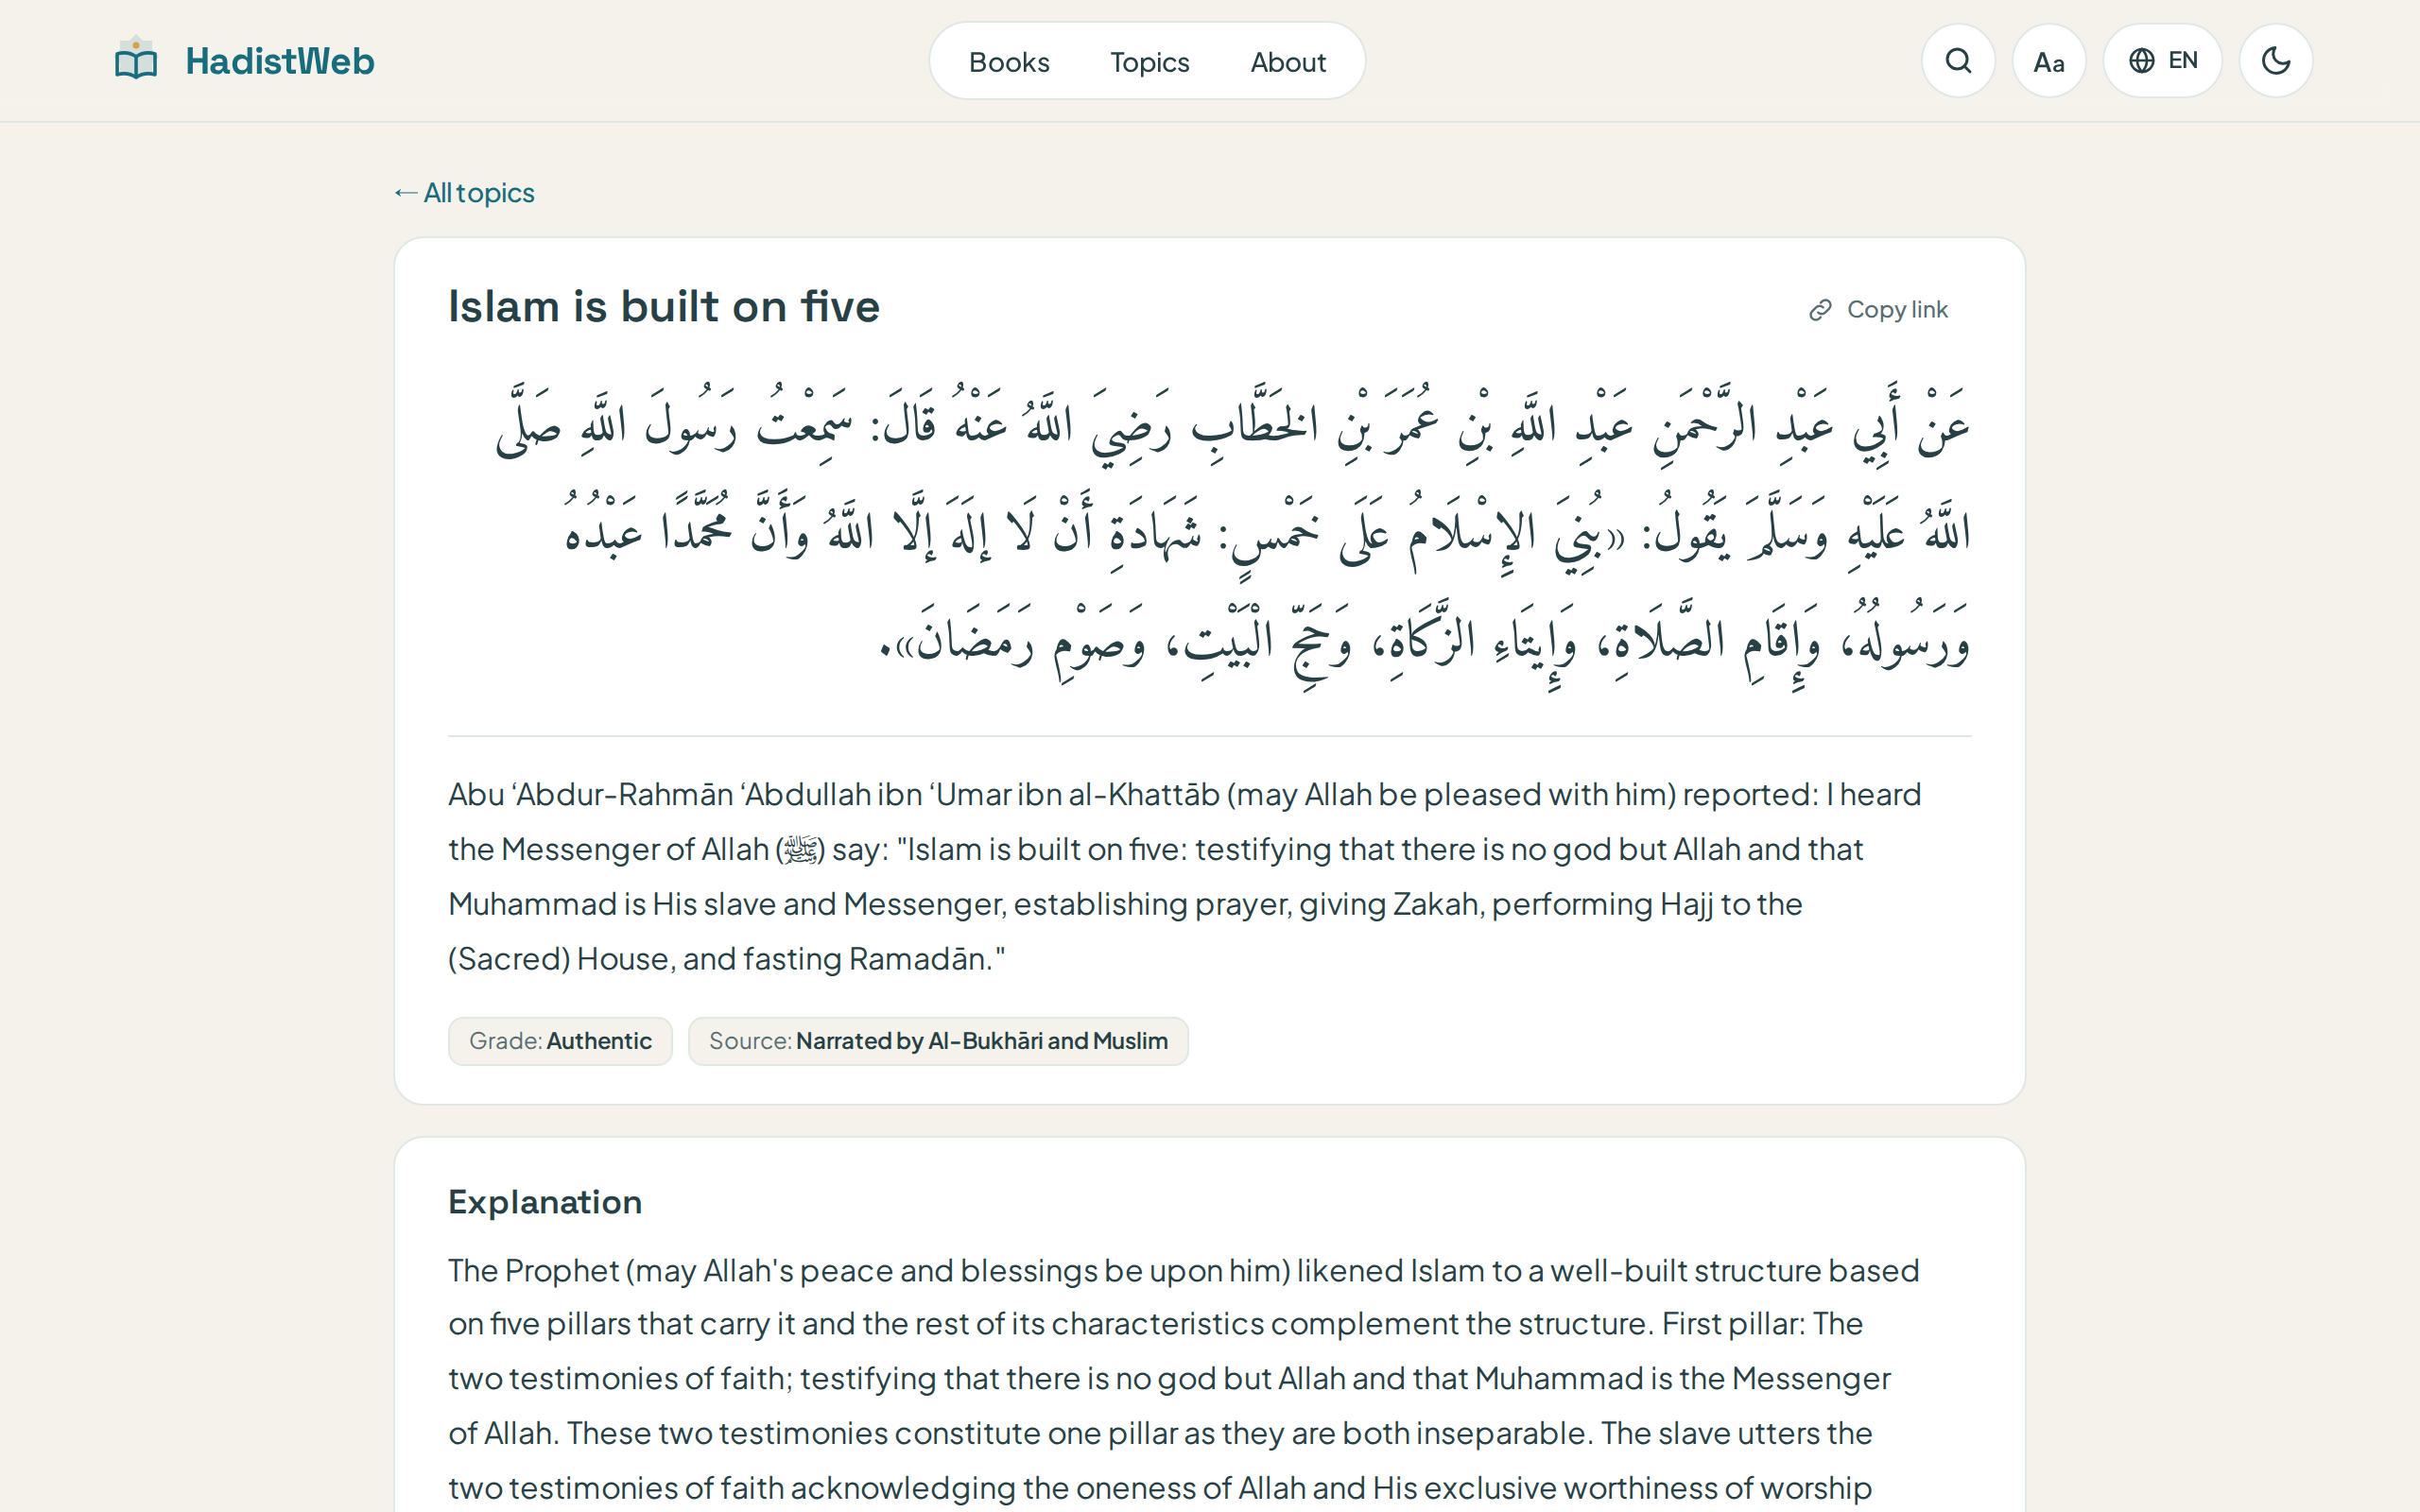 HadistWeb
Books Topics About
Aa EN
← All topics
Islam is built on five
Copy link
عَنْ أَبِي عَبْدِ الرَّحْمَنِ عَبْدِ اللَّهِ بْنِ عُمَرَ بْنِ الخَطَّابِ رَضِيَ اللَّهُ عَنْهُ قَالَ: سَمِعْتُ رَسُولَ اللَّهِ صَلَّى
اللَّهُ عَلَيْهِ وَسَلَّمَ يَقُولُ: «بُنِيَ الإِسْلَامُ عَلَى خَمْسٍ: شَهَادَةِ أَنْ لَا إلَهَ إلَّا اللَّهُ وَأَنَّ مُحَمَّدًا عَبْدُهُ
وَرَسُولُهُ، وَإِقَامِ الصَّلَاةِ، وَإِيتَاءِ الزَّكَاةِ، وَحَجِّ الْبَيْتِ، وَصَوْمِ رَمَضَانَ».
Abu ‘Abdur-Rahmān ‘Abdullah ibn ‘Umar ibn al-Khattāb (may Allah be pleased with him) reported: I heard
the Messenger of Allah (ﷺ) say: "Islam is built on five: testifying that there is no god but Allah and that
Muhammad is His slave and Messenger, establishing prayer, giving Zakah, performing Hajj to the
(Sacred) House, and fasting Ramadān."
Grade: Authentic Source: Narrated by Al-Bukhāri and Muslim
Explanation
The Prophet (may Allah's peace and blessings be upon him) likened Islam to a well-built structure based
on five pillars that carry it and the rest of its characteristics complement the structure. First pillar: The
two testimonies of faith; testifying that there is no god but Allah and that Muhammad is the Messenger
of Allah. These two testimonies constitute one pillar as they are both inseparable. The slave utters the
two testimonies of faith acknowledging the oneness of Allah and His exclusive worthiness of worship